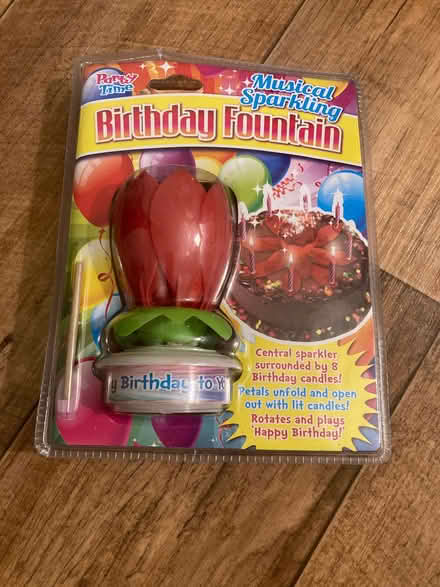 Party
Time
Musical
Sparkling
Birthday Fountain
Central sparkler
surrounded by 8
Birthday candles!
Petals unfold and open
out with lit candles!
Rotates and plays
'Happy Birthday!'
y Birthday to Y